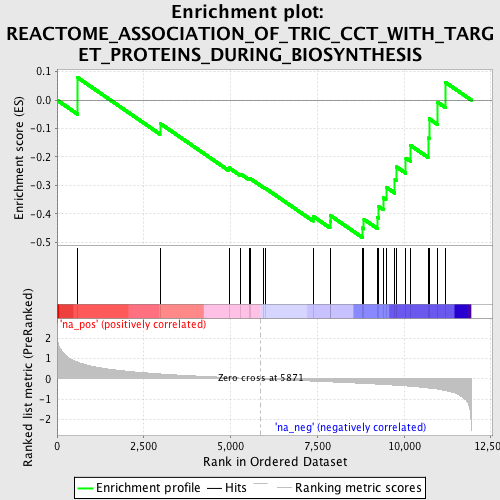 Enrichment plot:
REACTOME_ASSOCIATION_OF_TRIC_CCT_WITH_TARG
ET_PROTEINS_DURING_BIOSYNTHESIS
Enrichment score (ES)
0.1
0.0
-0.1
-0.2
-0.3
-0.4
-0.5
'na_pos' (positively correlated)
Ranked list metric (PreRanked)
2
1
0
-1
-2
Zero cross at 5871
'na_neg' (negatively correlated)
0
2,500
5,000
7,500
10,000
12,500
Rank in Ordered Dataset
Enrichment profile
Hits
Ranking metric scores